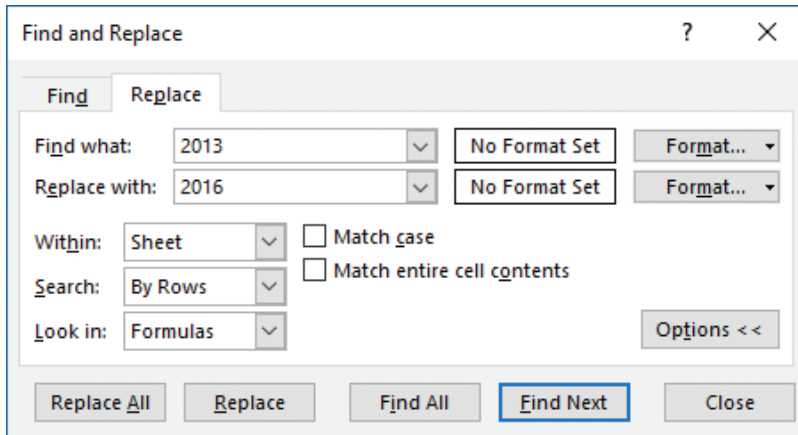 Find and Replace ? ×
Find Replace
Find what: 2013 No Format Set Format...
Replace with: 2016 No Format Set Format...
Within: Sheet Match case
Match entire cell contents
Search: By Rows
Look in: Formulas Options <<
Replace All Replace Find All Find Next Close